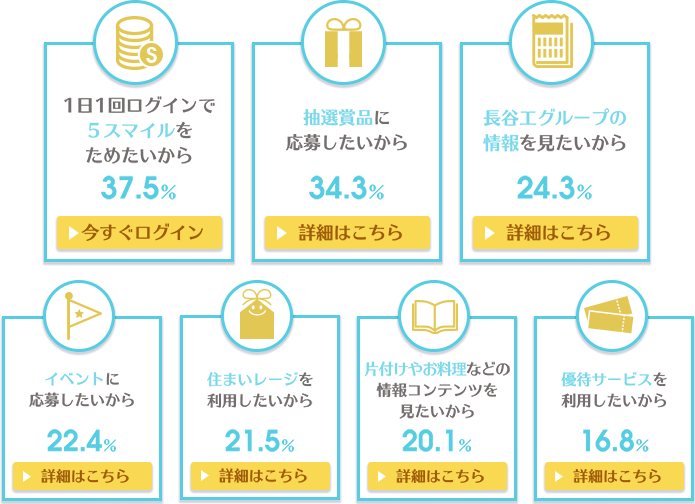 S
1日1回ログインで
5スマイルを
ためたいから
37.5%
今すぐログイン
抽選賞品に
応募したいから
34.3%
詳細はこちら
長谷工グループの
情報を見たいから
24.3%
詳細はこちら
イベントに
応募したいから
22.4%
詳細はこちら
住まいレージを
利用したいから
21.5%
詳細はこちら
片付けやお料理などの
情報コンテンツを
見たいから
20.1%
詳細はこちら
優待サービスを
利用したいから
16.8%
詳細はこちら